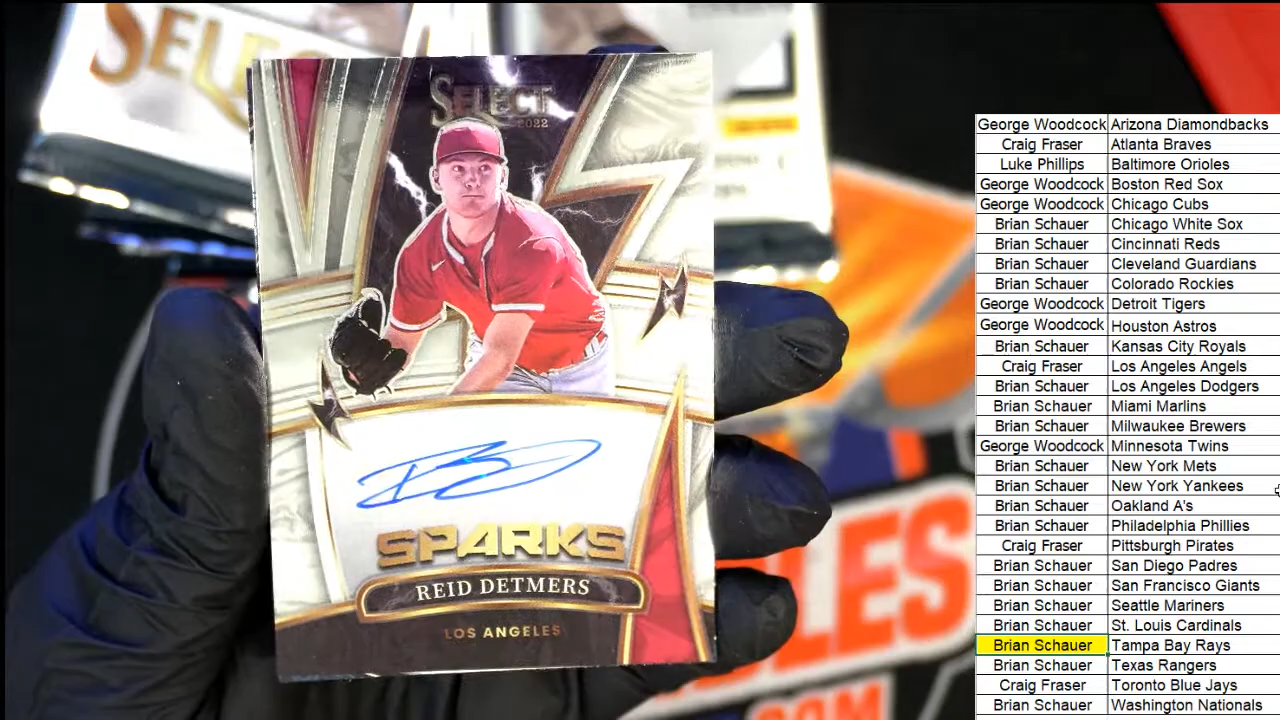 SELECT
SELECT
2022
SPARKS
REID DETMERS
LOS ANGELES
George Woodcock Arizona Diamondbacks
Craig Fraser Atlanta Braves
Luke Phillips Baltimore Orioles
George Woodcock Boston Red Sox
George Woodcock Chicago Cubs
Brian Schauer Chicago White Sox
Brian Schauer Cincinnati Reds
Brian Schauer Cleveland Guardians
Brian Schauer Colorado Rockies
George Woodcock Detroit Tigers
George Woodcock Houston Astros
Brian Schauer Kansas City Royals
Craig Fraser Los Angeles Angels
Brian Schauer Los Angeles Dodgers
Brian Schauer Miami Marlins
Brian Schauer Milwaukee Brewers
George Woodcock Minnesota Twins
Brian Schauer New York Mets
Brian Schauer New York Yankees
Brian Schauer Oakland A's
Brian Schauer Philadelphia Phillies
Craig Fraser Pittsburgh Pirates
Brian Schauer San Diego Padres
Brian Schauer San Francisco Giants
Brian Schauer Seattle Mariners
Brian Schauer St. Louis Cardinals
Brian Schauer Tampa Bay Rays
Brian Schauer Texas Rangers
Craig Fraser Toronto Blue Jays
Brian Schauer Washington Nationals